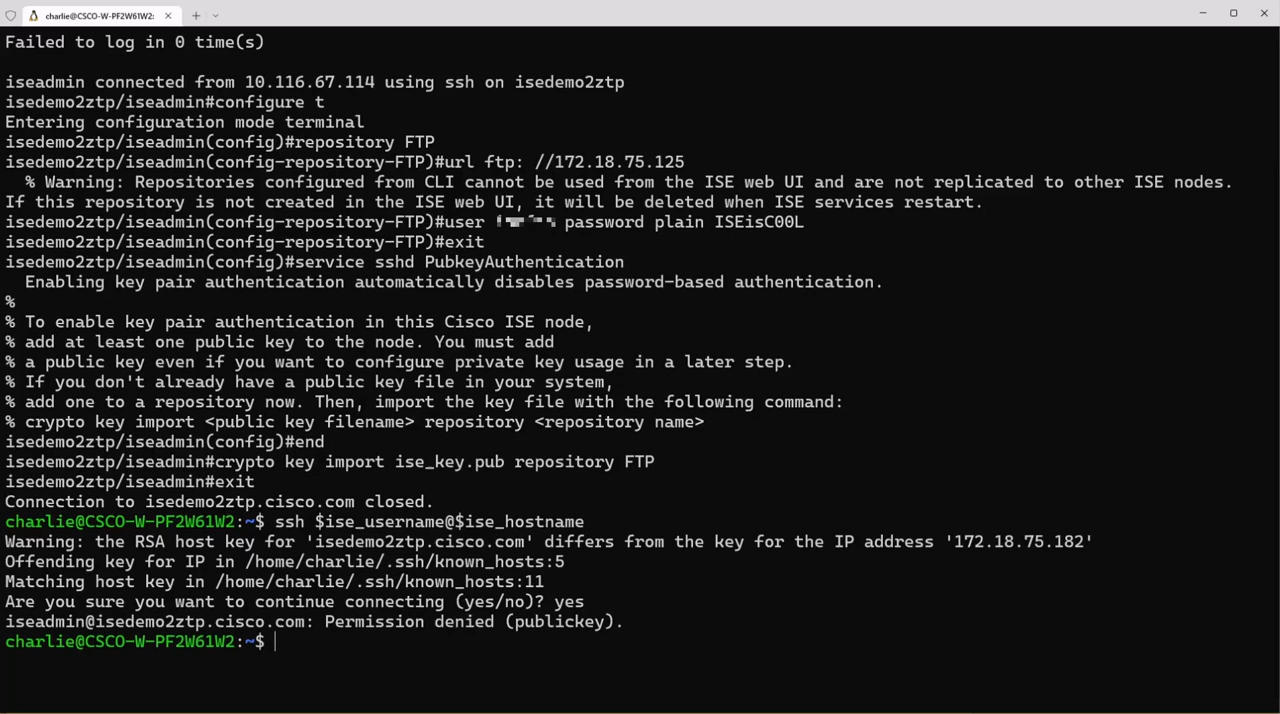 charlie@CSCO-W-PF2W61W2:
Failed to log in 0 time(s)
iseadmin connected from 10.116.67.114 using ssh on isedemo2ztp
isedemo2ztp/iseadmin#configure t
Entering configuration mode terminal
isedemo2ztp/iseadmin(config)#repository FTP
isedemo2ztp/iseadmin(config-repository-FTP)#url ftp: //172.18.75.125
% Warning: Repositories configured from CLI cannot be used from the ISE web UI and are not replicated to other ISE nodes.
If this repository is not created in the ISE web UI, it will be deleted when ISE services restart.
isedemo2ztp/iseadmin(config-repository-FTP)#user password plain ISEisC00L
isedemo2ztp/iseadmin(config-repository-FTP)#exit
isedemo2ztp/iseadmin(config)#service sshd PubkeyAuthentication
Enabling key pair authentication automatically disables password-based authentication.
%
% To enable key pair authentication in this Cisco ISE node,
% add at least one public key to the node. You must add
% a public key even if you want to configure private key usage in a later step.
% If you don't already have a public key file in your system,
% add one to a repository now. Then, import the key file with the following command:
% crypto key import <public key filename> repository <repository name>
isedemo2ztp/iseadmin(config)#end
isedemo2ztp/iseadmin#crypto key import ise_key.pub repository FTP
isedemo2ztp/iseadmin#exit
Connection to isedemo2ztp.cisco.com closed.
charlie@CSCO-W-PF2W61W2:~$ ssh $ise_username@$ise_hostname
Warning: the RSA host key for 'isedemo2ztp.cisco.com' differs from the key for the IP address '172.18.75.182'
Offending key for IP in /home/charlie/.ssh/known_hosts:5
Matching host key in /home/charlie/.ssh/known_hosts:11
Are you sure you want to continue connecting (yes/no)? yes
iseadmin@isedemo2ztp.cisco.com: Permission denied (publickey).
charlie@CSCO-W-PF2W61W2:~$